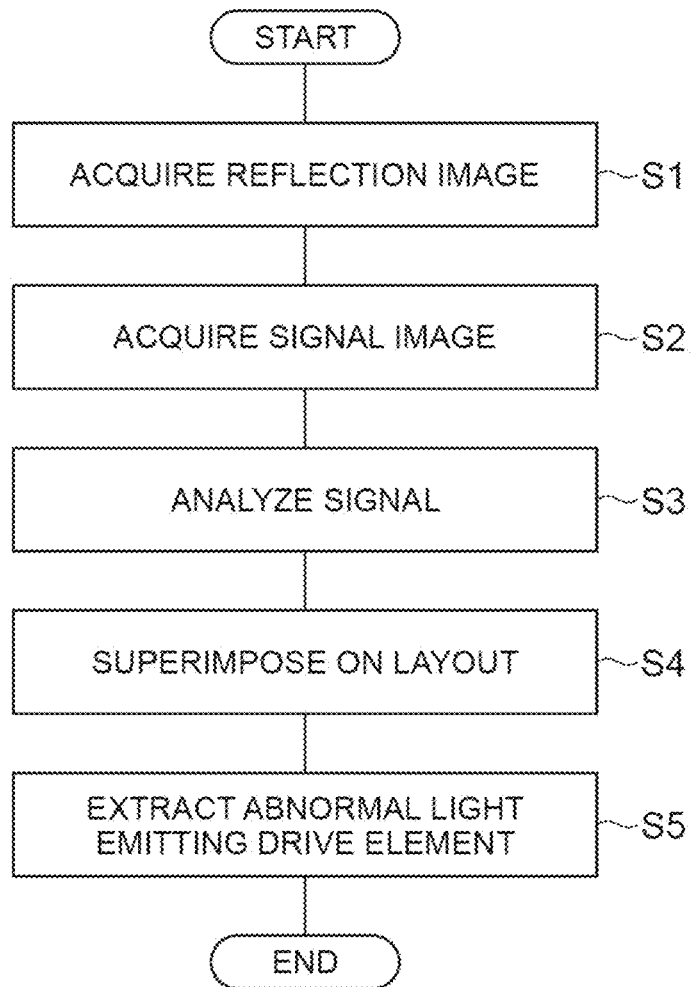 START
ACQUIRE REFLECTION IMAGE
S1
ACQUIRE SIGNAL IMAGE
S2
ANALYZE SIGNAL
S3
SUPERIMPOSE ON LAYOUT
S4
EXTRACT ABNORMAL LIGHT
EMITTING DRIVE ELEMENT
S5
END